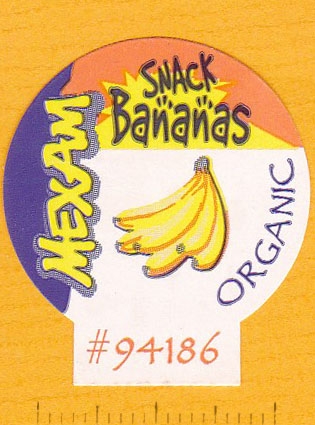 SNACK
Bananas
MEXAM
ORGANIC
#94186